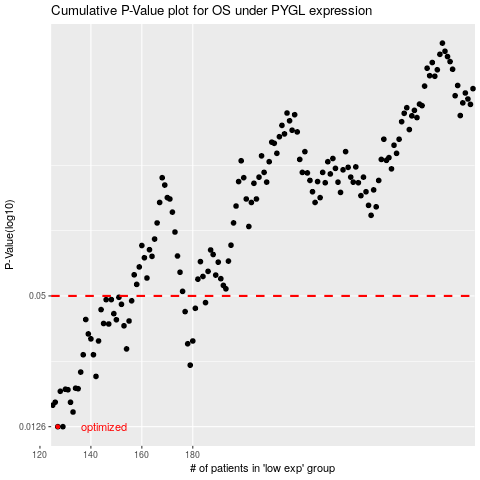 Cumulative P-Value plot for OS under PYGL expression
P-Value(log10)
0.05
0.0126
optimized
120 140 160 180
# of patients in 'low exp' group